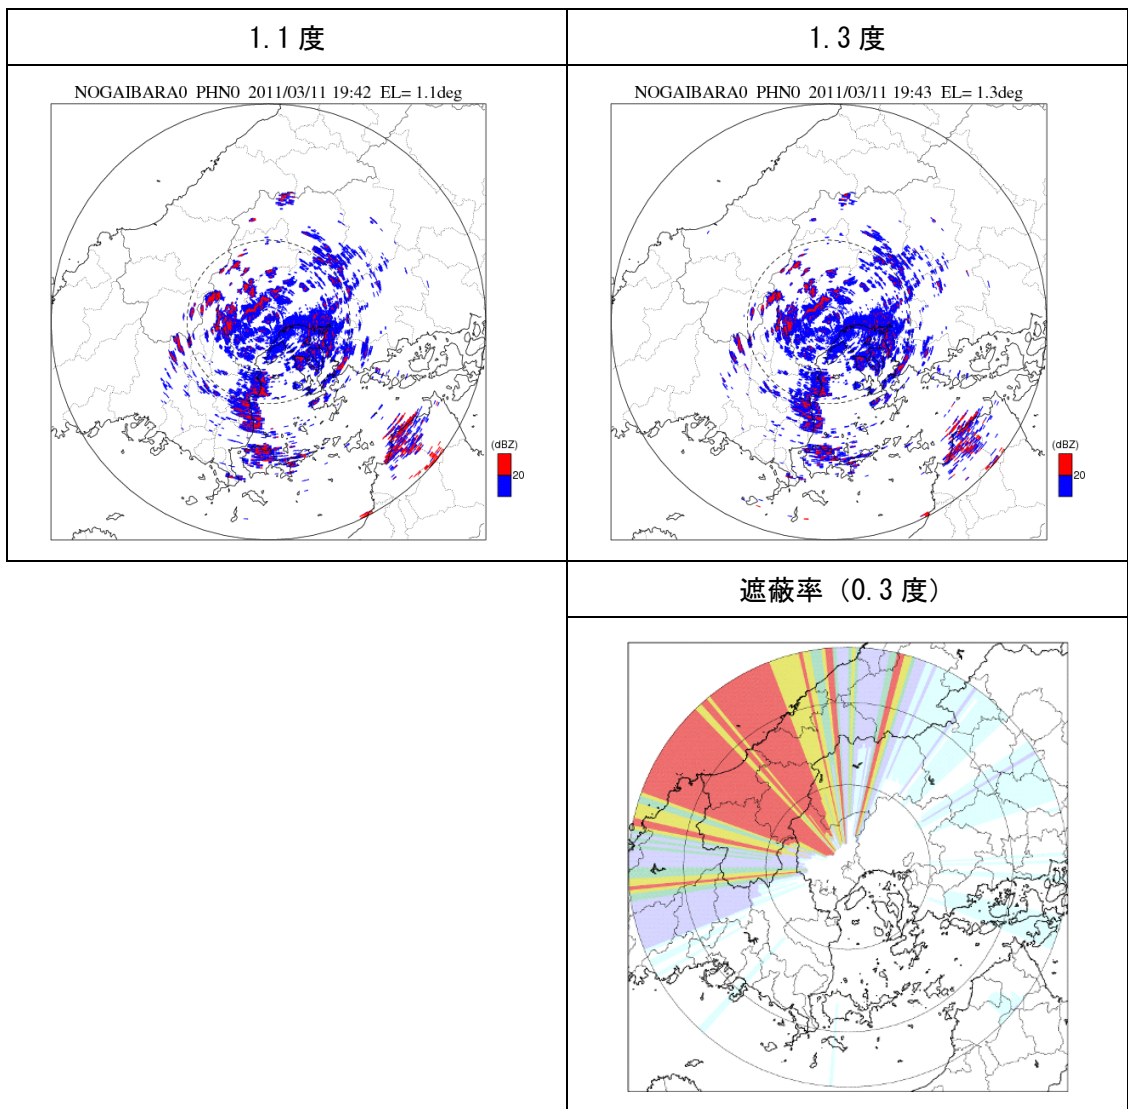 1.1度
1.3度
NOGAIBARA0 PHN0 2011/03/11 19:42 EL= 1.1deg
NOGAIBARA0 PHN0 2011/03/11 19:43 EL= 1.3deg
(dBZ)
20
(dBZ)
20
遮蔽率（0.3度）